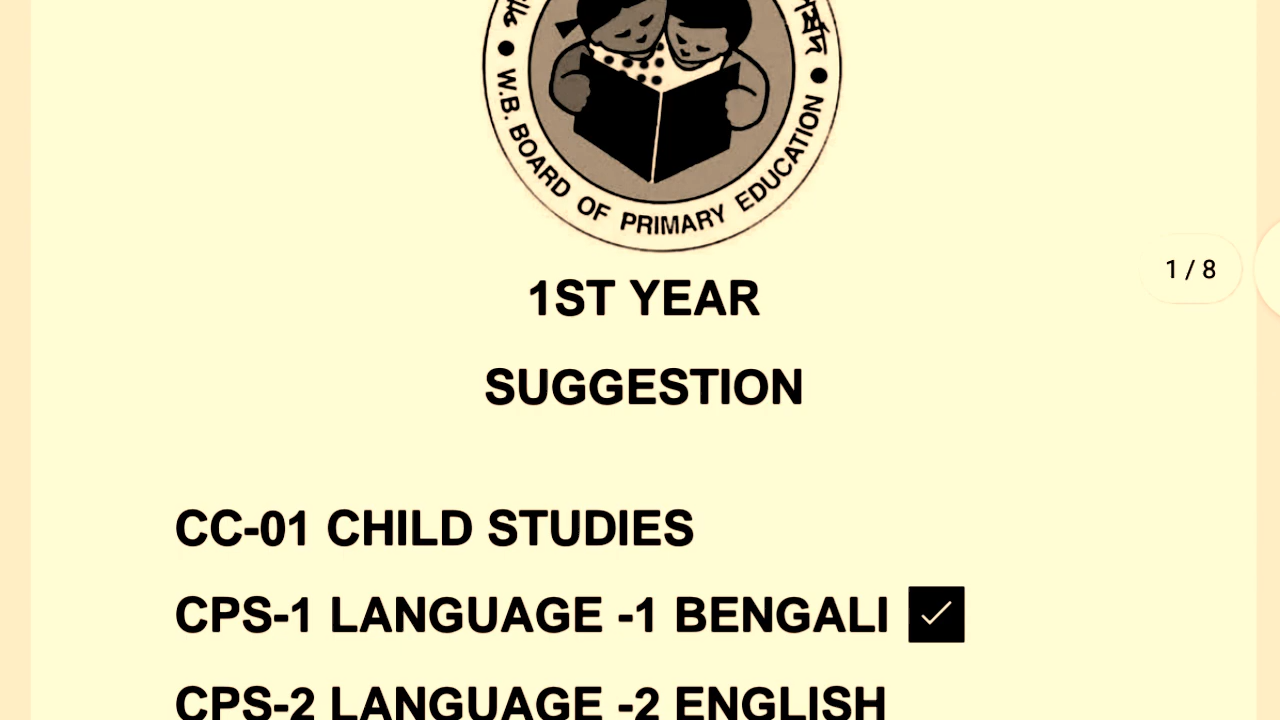 W.B. BOARD OF PRIMARY EDUCATION
1ST YEAR
SUGGESTION
1 / 8
CC-01 CHILD STUDIES
CPS-1 LANGUAGE -1 BENGALI
CPS-2 LANGUAGE -2 ENGLISH